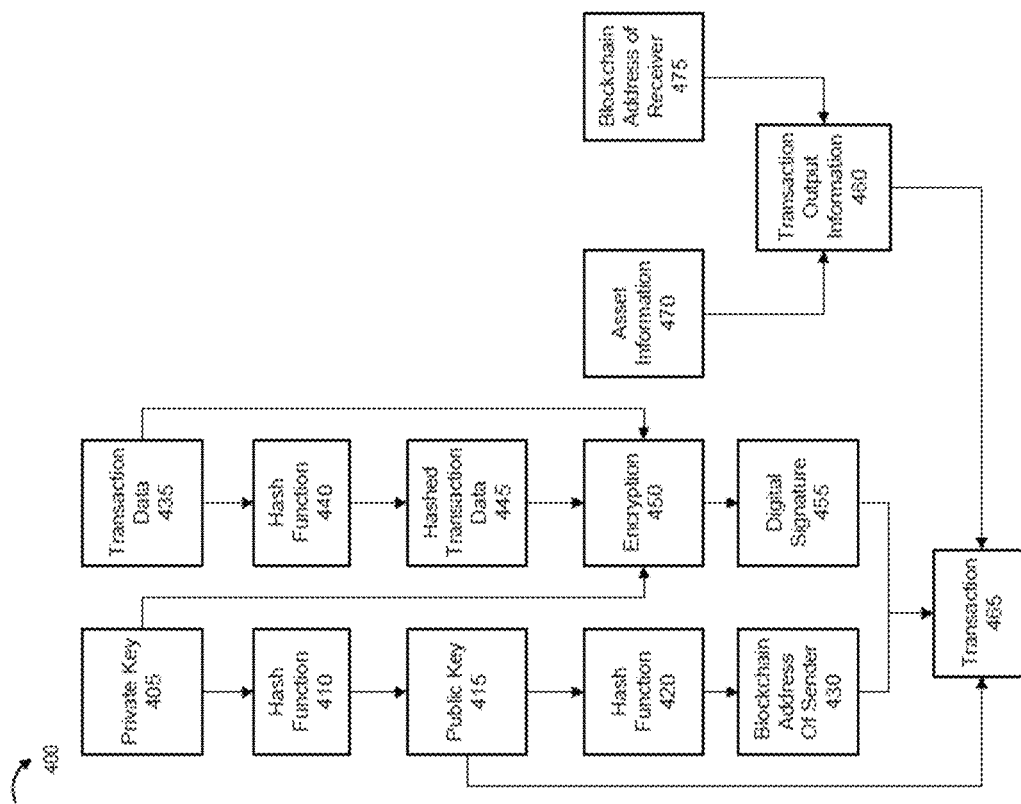 400
Private Key
405
Hash
Function
410
Public Key
415
Hash
Function
420
Blockchain
Address
Of Sender
430
Transaction
Data
435
Hash
Function
440
Hashed
Transaction
Data
445
Encryption
450
Digital
Signature
455
Transaction
465
Asset
Information
470
Blockchain
Address of
Receiver
475
Transaction
Output
Information
460